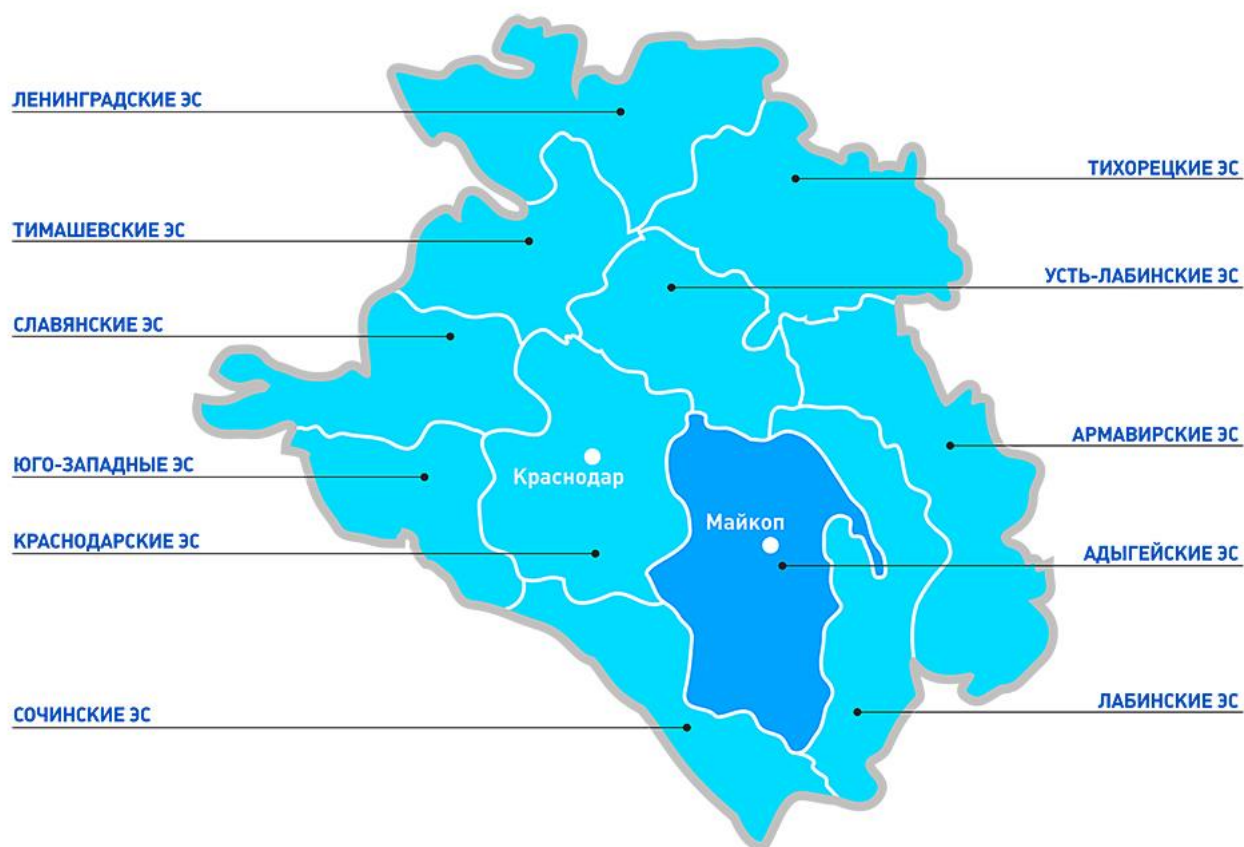 ЛЕНИНГРАДСКИЕ ЭС
ТИХОРЕЦКИЕ ЭС
ТИМАШЕВСКИЕ ЭС
УСТЬ-ЛАБИНСКИЕ ЭС
СЛАВЯНСКИЕ ЭС
АРМАВИРСКИЕ ЭС
ЮГО-ЗАПАДНЫЕ ЭС
Краснодар
Майкоп
КРАСНОДАРСКИЕ ЭС
АДЫГЕЙСКИЕ ЭС
ЛАБИНСКИЕ ЭС
СОЧИНСКИЕ ЭС